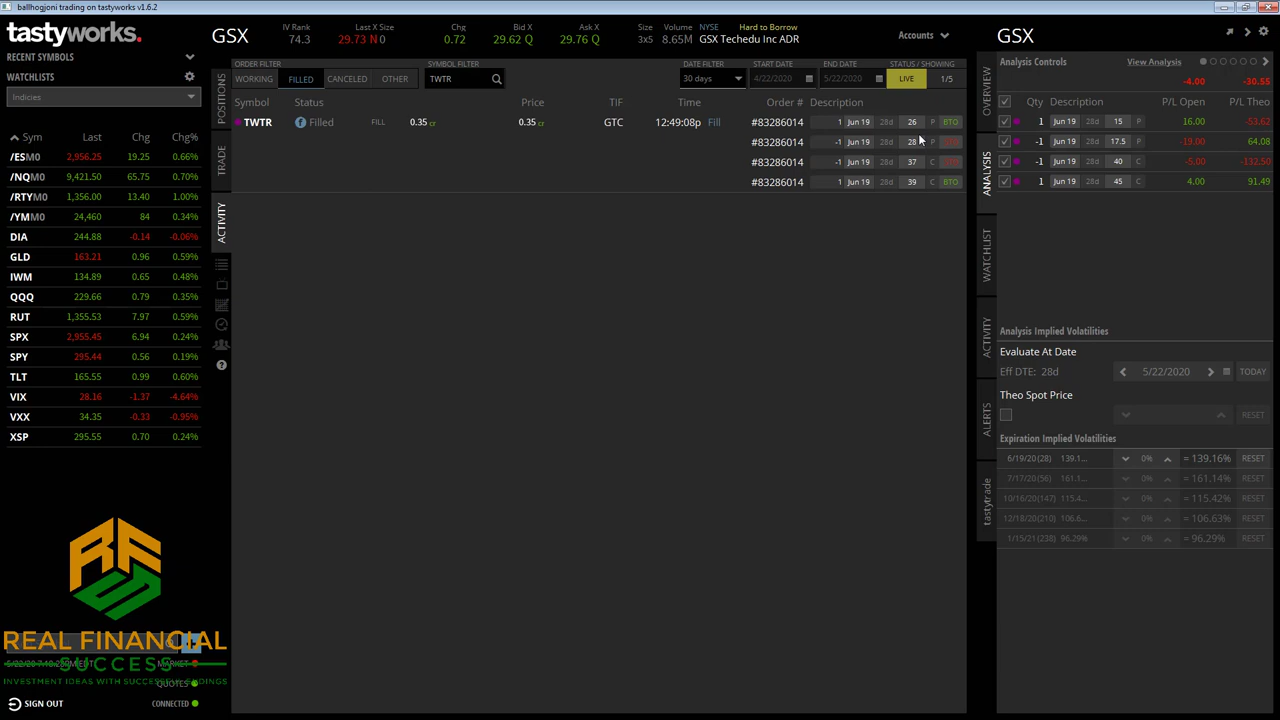 ballhogjoni trading on tastyworks v1.6.2
tastyworks.
RECENT SYMBOLS
WATCHLISTS
Indicies
Sym Last Chg Chg%
/ESM0 2,956.25 19.25 0.66%
/NQM0 9,421.50 65.75 0.70%
/RTYM0 1,356.00 13.40 1.00%
/YMM0 24,460 84 0.34%
DIA 244.88 -0.14 -0.06%
GLD 163.21 0.96 0.59%
IWM 134.89 0.65 0.48%
QQQ 229.66 0.79 0.35%
RUT 1,355.53 7.97 0.59%
SPX 2,955.45 6.94 0.24%
SPY 295.44 0.56 0.19%
TLT 165.55 0.99 0.60%
VIX 28.16 -1.37 -4.64%
VXX 34.35 -0.33 -0.95%
XSP 295.55 0.70 0.24%
RFS
REAL FINANCIAL
SUCCESS
INVESTMENT IDEAS WITH SUCCESSFUL ENDINGS
QUOTES
SIGN OUT CONNECTED
GSX
IV Rank Last X Size Chg Bid X Ask X Size Volume NYSE Hard to Borrow
74.3 29.73 N 0 0.72 29.62 Q 29.76 Q 3x5 8.65M GSX Techedu Inc ADR
Accounts
ORDER FILTER SYMBOL FILTER DATE FILTER START DATE END DATE STATUS / SHOWING
WORKING FILLED CANCELED OTHER TWTR 30 days 4/22/2020 5/22/2020 LIVE 1/5
Symbol Status Price TIF Time Order # Description
TWTR Filled FILL 0.35 cr 0.35 cr GTC 12:49:08p Fill #83286014 1 Jun 19 28d 26 P BTO
#83286014 -1 Jun 19 28d 28 P
#83286014 -1 Jun 19 28d 37 C STO
#83286014 1 Jun 19 28d 39 C BTO
POSITIONS
TRADE
ACTIVITY
OVERVIEW
ANALYSIS
WATCHLIST
ACTIVITY
ALERTS
tastytrade
GSX
Analysis Controls View Analysis
-4.00 -30.55
Qty Description P/L Open P/L Theo
1 Jun 19 28d 15 P 16.00 -53.62
-1 Jun 19 28d 17.5 P -19.00 64.08
-1 Jun 19 28d 40 C -5.00 -132.50
1 Jun 19 28d 45 C 4.00 91.49
Analysis Implied Volatilities
Evaluate At Date
Eff DTE: 28d 5/22/2020 TODAY
Theo Spot Price
RESET
Expiration Implied Volatilities
6/19/20 (28) 139.1... 0% = 139.16% RESET
7/17/20 (56) 161.1... 0% = 161.14% RESET
10/16/20 (147) 115.4... 0% = 115.42% RESET
12/18/20 (210) 106.6... 0% = 106.63% RESET
1/15/21 (238) 96.29% 0% = 96.29% RESET